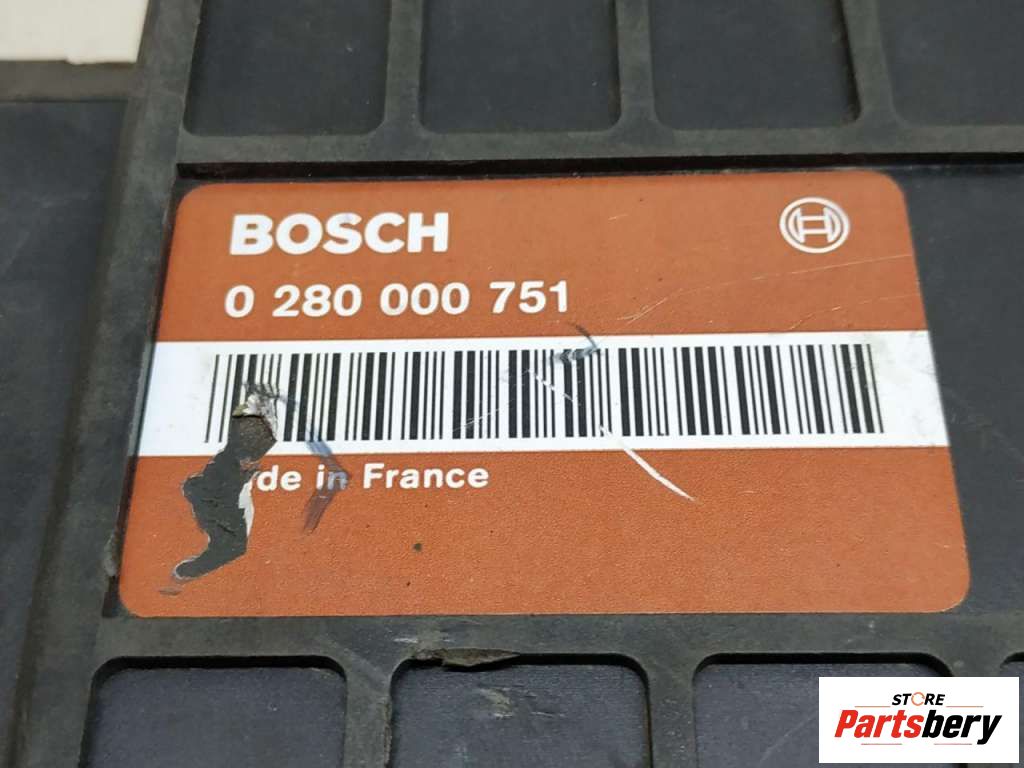 BOSCH
0 280 000 751
de in France
STORE
Partsbery